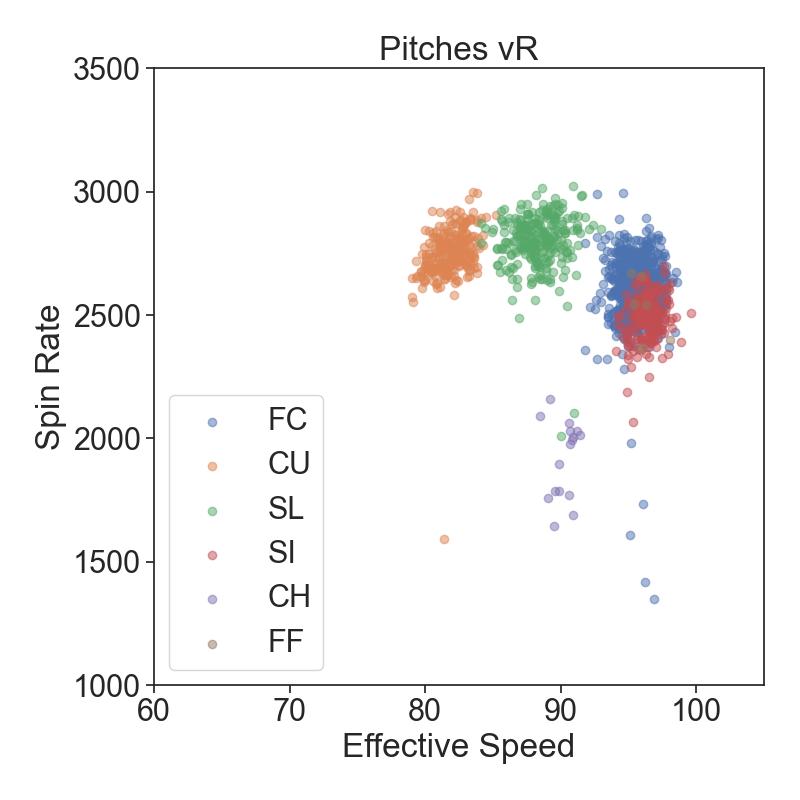 Pitches vR
3500
3000
2500
2000
1500
1000
Spin Rate
FC
CU
SL
SI
CH
FF
60 70 80 90 100
Effective Speed